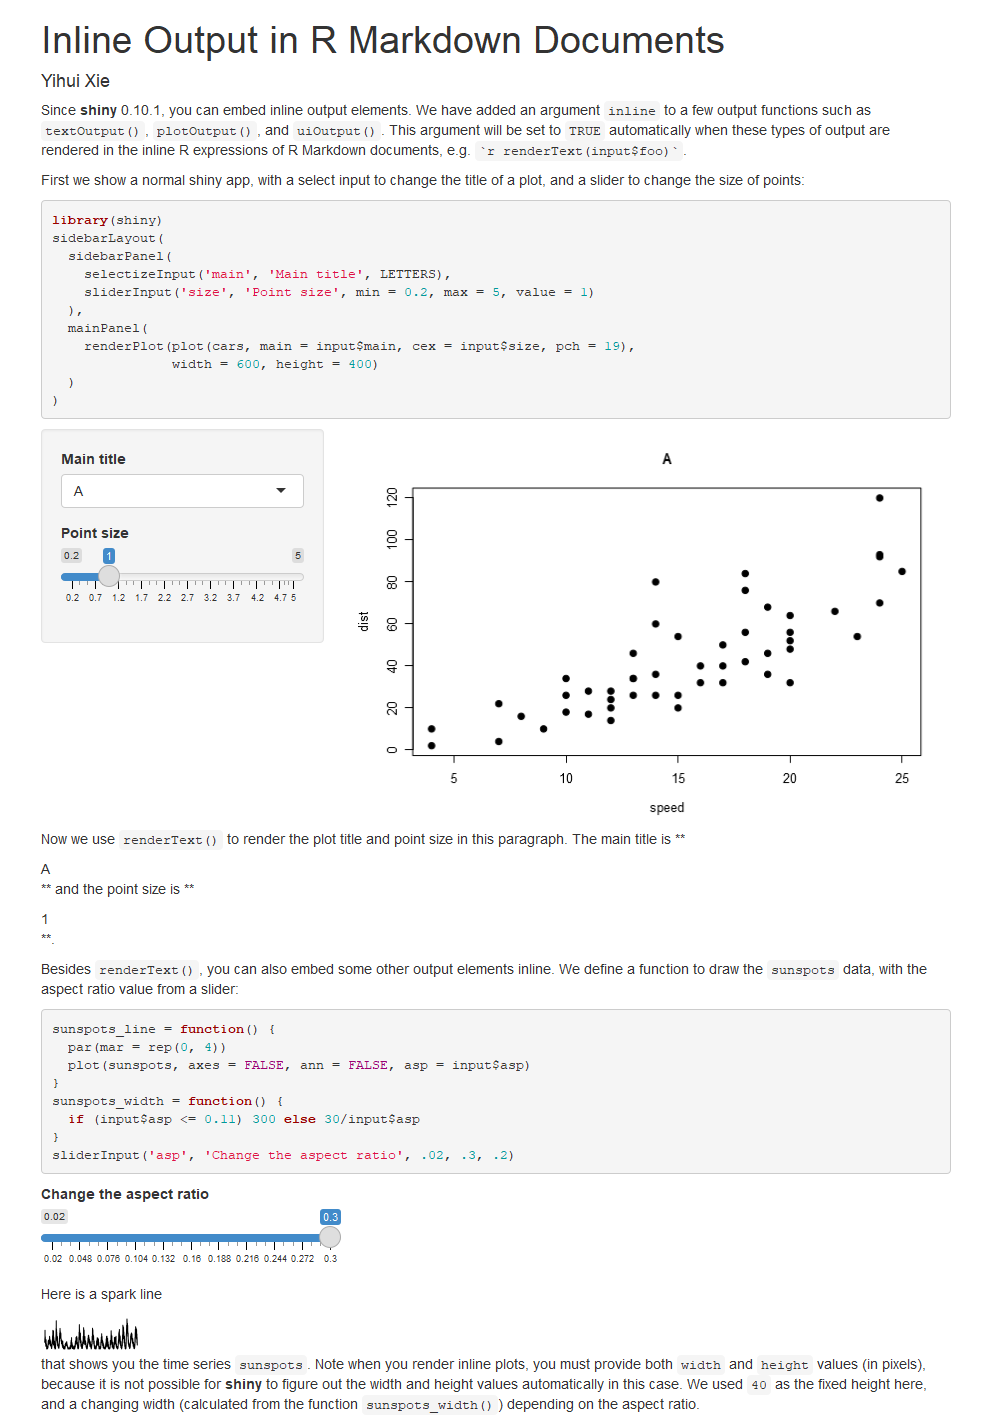 Inline Output in R Markdown Documents
Yihui Xie
Since shiny 0.10.1, you can embed inline output elements. We have added an argument inline to a few output functions such as
textOutput() , plotOutput() , and uiOutput() . This argument will be set to TRUE automatically when these types of output are
rendered in the inline R expressions of R Markdown documents, e.g. `r renderText(input$foo)` .
First we show a normal shiny app, with a select input to change the title of a plot, and a slider to change the size of points:
library(shiny)
sidebarLayout(
  sidebarPanel(
    selectizeInput('main', 'Main title', LETTERS),
    sliderInput('size', 'Point size', min = 0.2, max = 5, value = 1)
  ),
  mainPanel(
    renderPlot(plot(cars, main = input$main, cex = input$size, pch = 19),
               width = 600, height = 400)
  )
)
Main title
A
Point size
0.2 1 5
0.2 0.7 1.2 1.7 2.2 2.7 3.2 3.7 4.2 4.7 5
A
dist
0 20 40 60 80 100 120
5 10 15 20 25
speed
Now we use renderText() to render the plot title and point size in this paragraph. The main title is **
A
** and the point size is **
1
**.
Besides renderText() , you can also embed some other output elements inline. We define a function to draw the sunspots data, with the
aspect ratio value from a slider:
sunspots_line = function() {
  par(mar = rep(0, 4))
  plot(sunspots, axes = FALSE, ann = FALSE, asp = input$asp)
}
sunspots_width = function() {
  if (input$asp <= 0.11) 300 else 30/input$asp
}
sliderInput('asp', 'Change the aspect ratio', .02, .3, .2)
Change the aspect ratio
0.02 0.3
0.02 0.048 0.076 0.104 0.132 0.16 0.188 0.216 0.244 0.272 0.3
Here is a spark line
that shows you the time series sunspots . Note when you render inline plots, you must provide both width and height values (in pixels),
because it is not possible for shiny to figure out the width and height values automatically in this case. We used 40 as the fixed height here,
and a changing width (calculated from the function sunspots_width() ) depending on the aspect ratio.